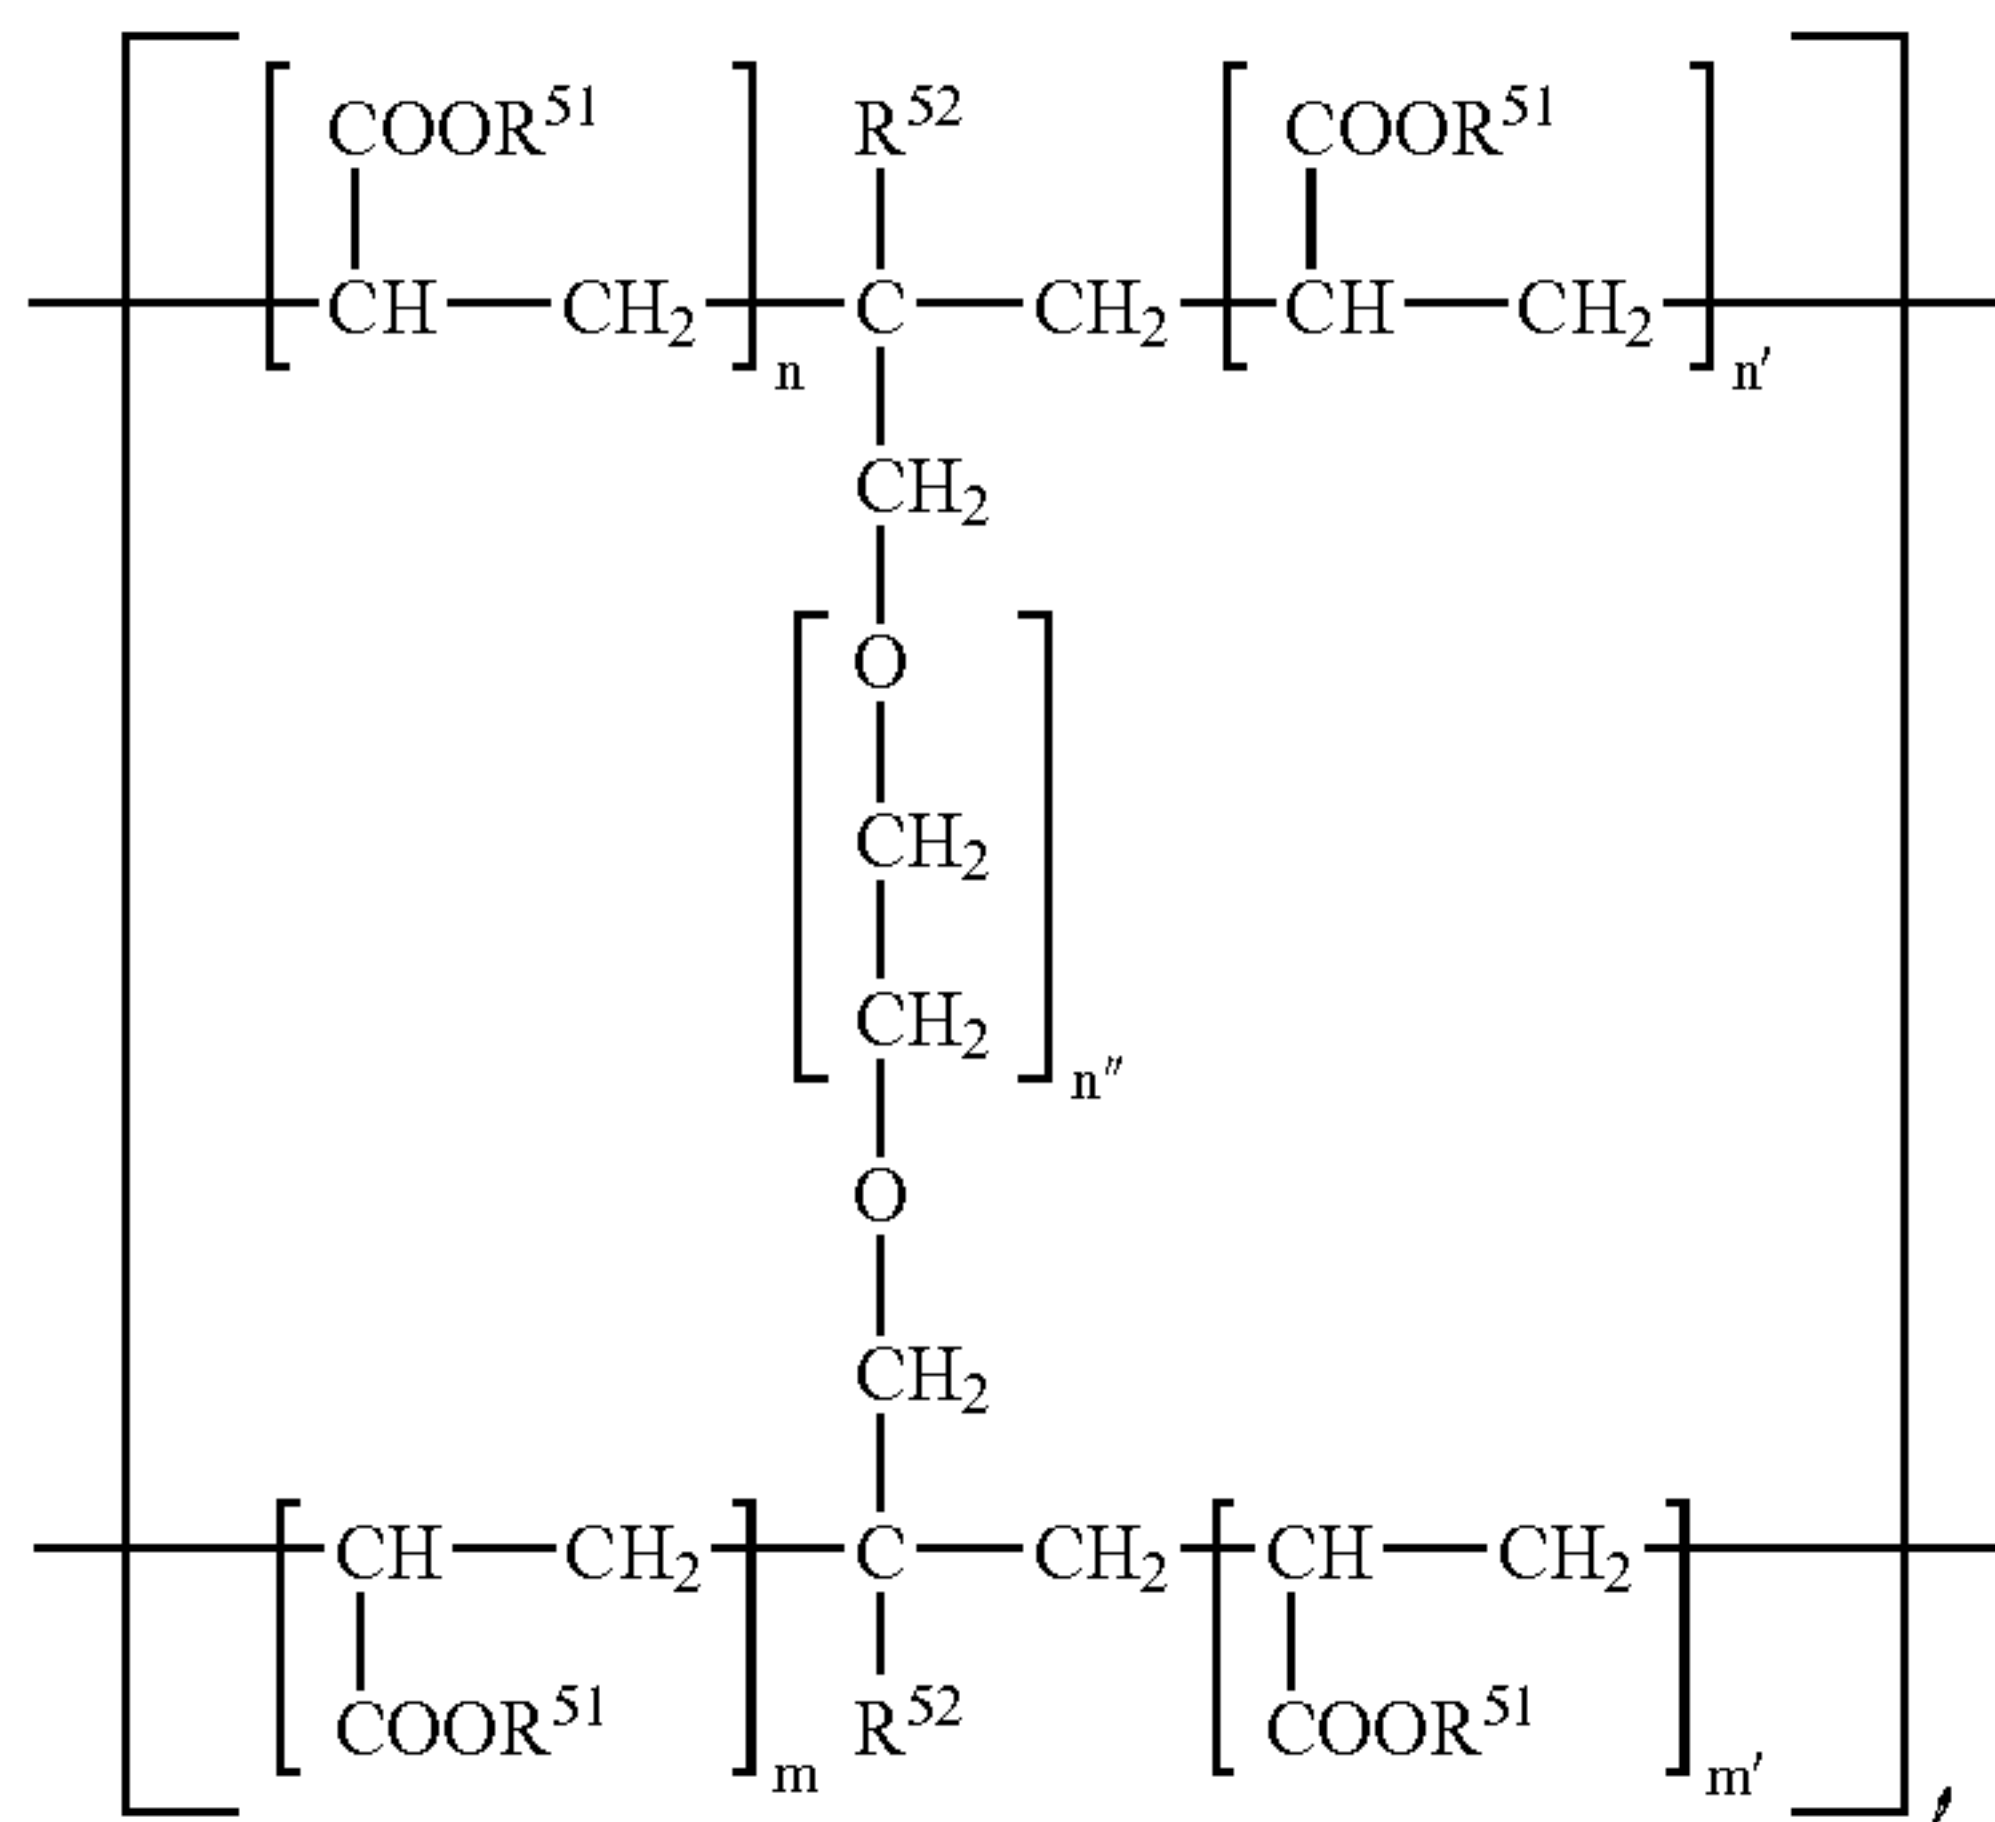 COOR⁵¹ R⁵² COOR⁵¹
CH CH₂ C CH₂ CH CH₂
n n′
CH₂
O
CH₂
CH₂
n″
O
CH₂
CH CH₂ C CH₂ CH CH₂
COOR⁵¹ R⁵² COOR⁵¹
m m′ ,